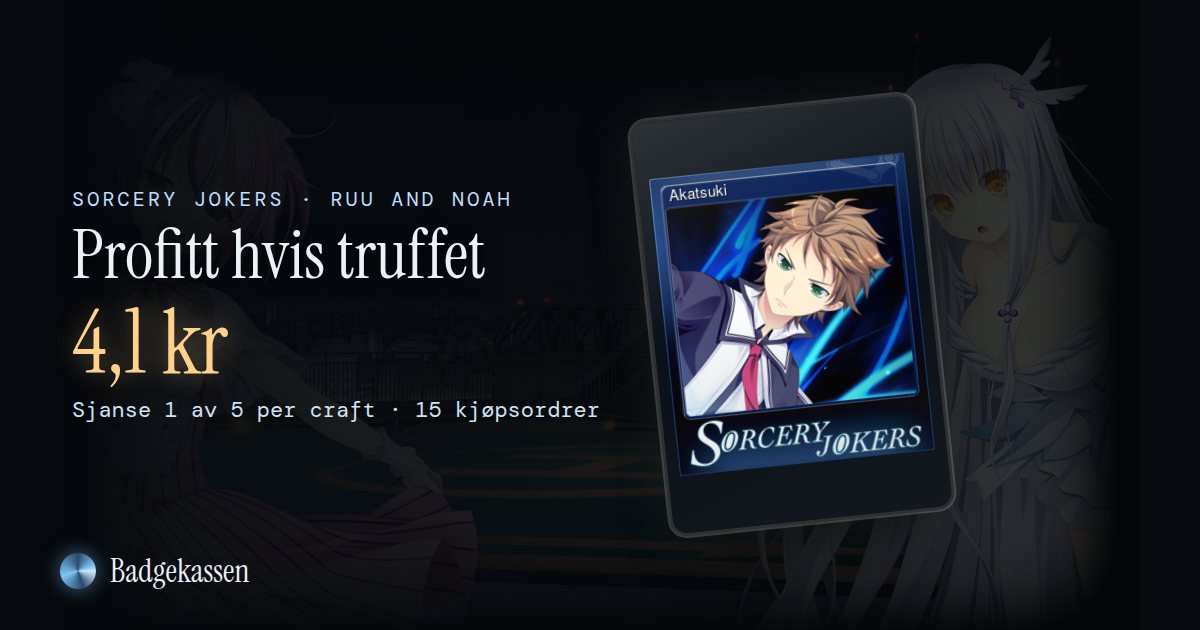 SORCERY JOKERS · RUU AND NOAH
Profitt hvis truffet
4,1 kr
Sjanse 1 av 5 per craft · 15 kjøpsordrer
Akatsuki
SORCERY JOKERS
Badgekassen